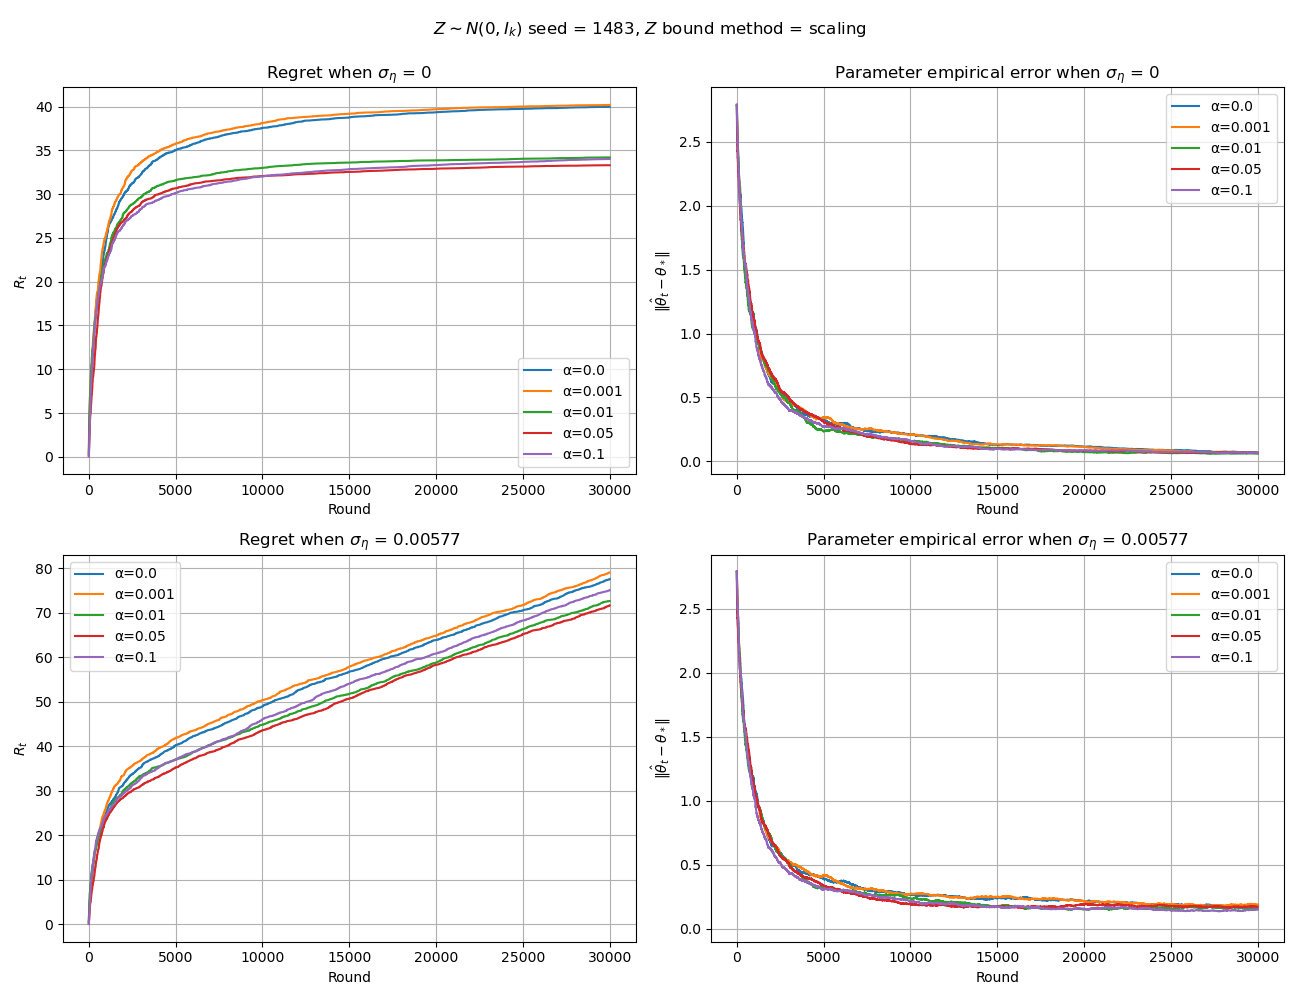 Z ∼ N(0, I_k) seed = 1483, Z bound method = scaling
Regret when σ_η = 0
R_t
40
35
30
25
20
15
10
5
0
α=0.0
α=0.001
α=0.01
α=0.05
α=0.1
0 5000 10000 15000 20000 25000 30000
Round
Parameter empirical error when σ_η = 0
‖θ̂_t − θ_*‖
2.5
2.0
1.5
1.0
0.5
0.0
α=0.0
α=0.001
α=0.01
α=0.05
α=0.1
0 5000 10000 15000 20000 25000 30000
Round
Regret when σ_η = 0.00577
R_t
80
70
60
50
40
30
20
10
0
α=0.0
α=0.001
α=0.01
α=0.05
α=0.1
0 5000 10000 15000 20000 25000 30000
Round
Parameter empirical error when σ_η = 0.00577
‖θ̂_t − θ_*‖
2.5
2.0
1.5
1.0
0.5
0.0
α=0.0
α=0.001
α=0.01
α=0.05
α=0.1
0 5000 10000 15000 20000 25000 30000
Round